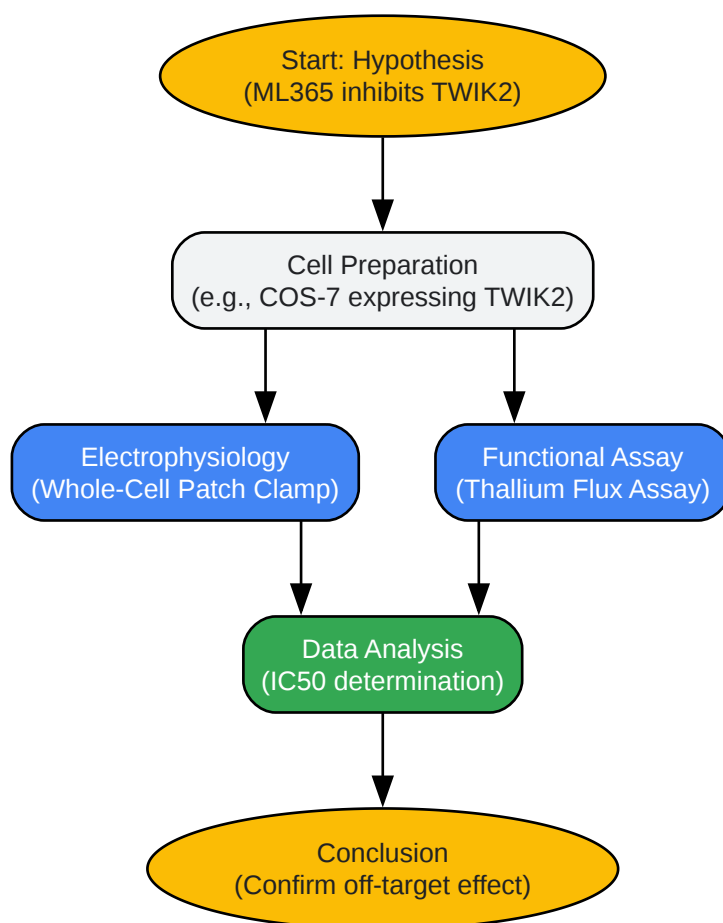 Start: Hypothesis
(ML365 inhibits TWIK2)
Cell Preparation
(e.g., COS-7 expressing TWIK2)
Electrophysiology
(Whole-Cell Patch Clamp)
Functional Assay
(Thallium Flux Assay)
Data Analysis
(IC50 determination)
Conclusion
(Confirm off-target effect)